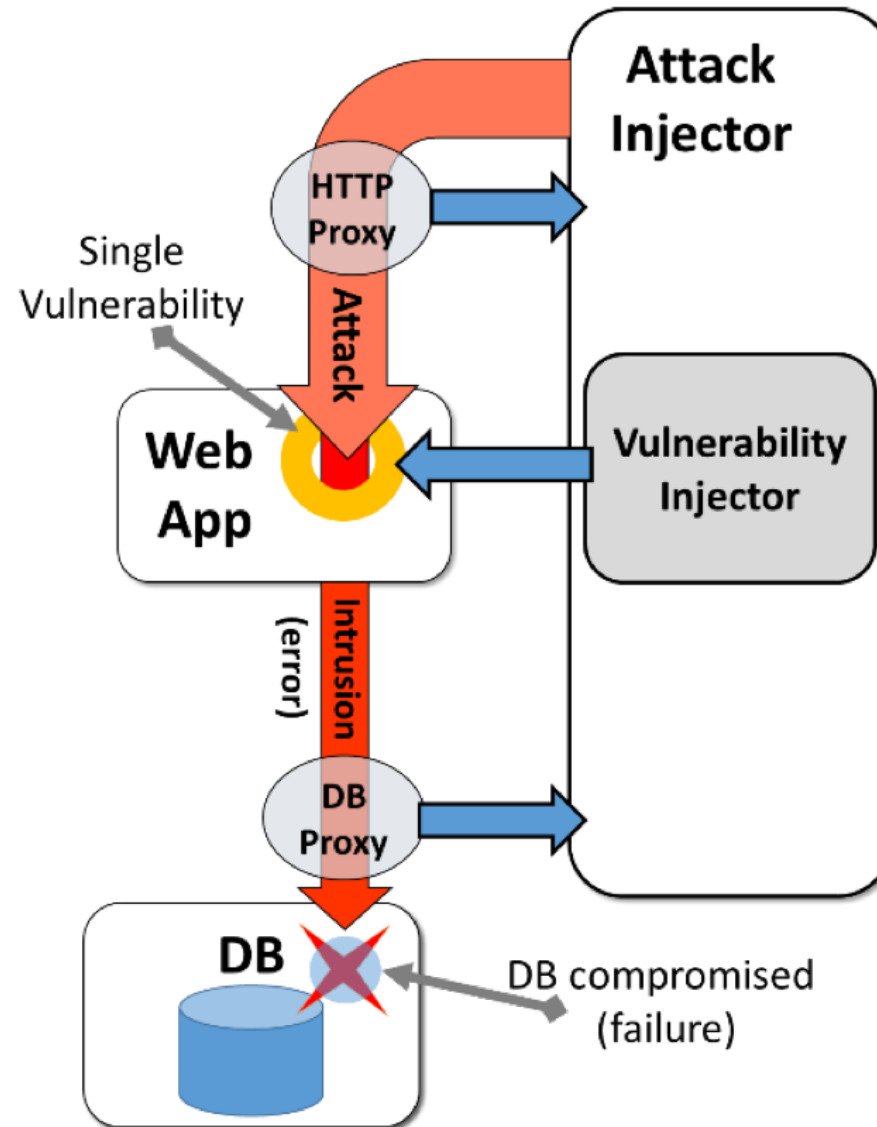 Attack
Injector
HTTP
Proxy
Single
Vulnerability
Attack
Web
App
Vulnerability
Injector
Intrusion
(error)
DB
Proxy
DB
DB compromised
(failure)